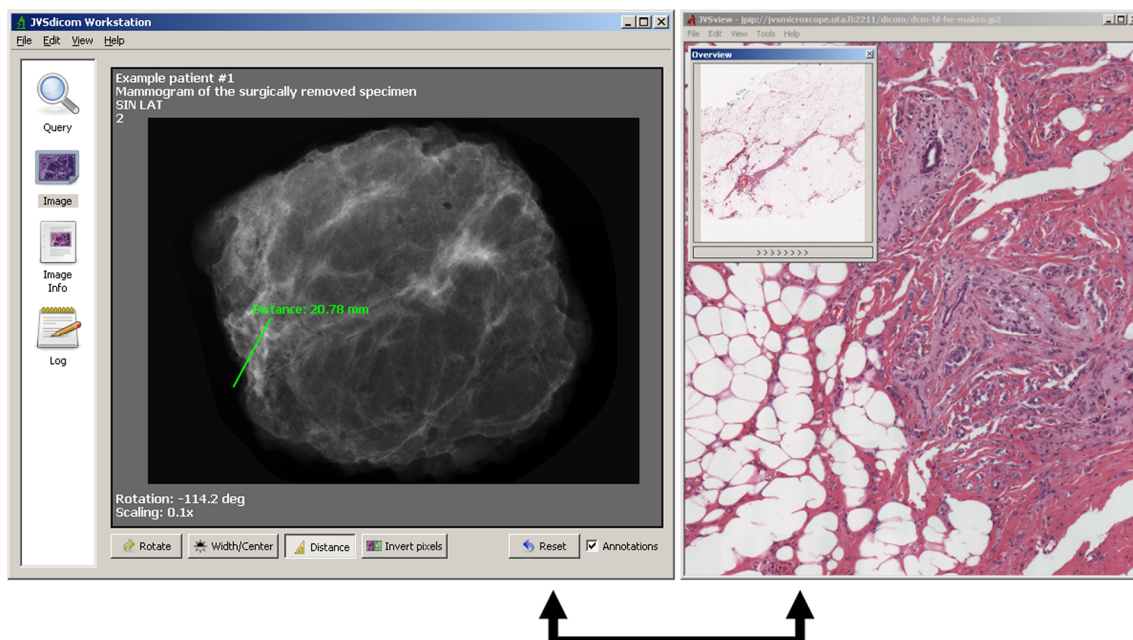 JVSdicom Workstation
File Edit View Help
Query
Image
Image
Info
Log
Example patient #1
Mammogram of the surgically removed specimen
SIN LAT
2
Distance: 20.78 mm
Rotation: -114.2 deg
Scaling: 0.1x
Rotate Width/Center Distance Invert pixels Reset Annotations
JVSview - jpip://jvsmicroscope.uta.fi:2211/dicom/dcm-hl-he-makro.jp2
File Edit View Tools Help
Overview
>>>>>>>>